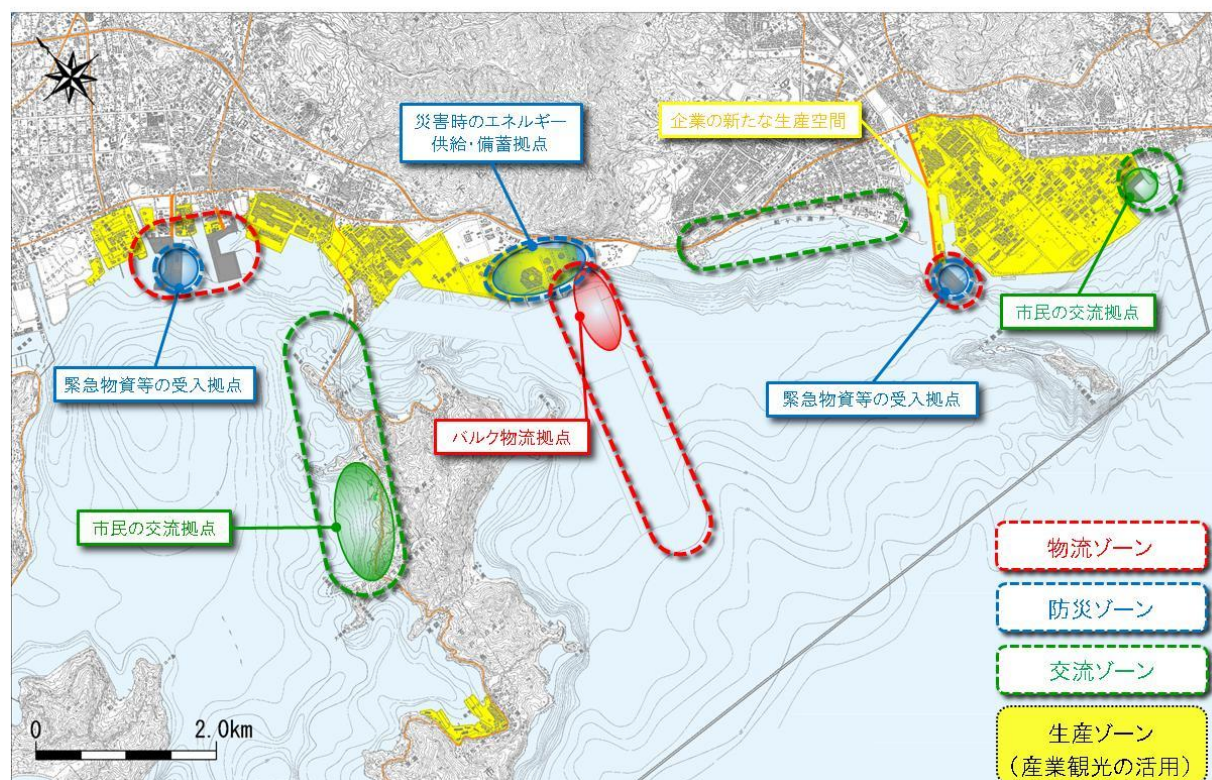 災害時のエネルギー
供給・備蓄拠点
企業の新たな生産空間
市民の交流拠点
緊急物資等の受入拠点
緊急物資等の受入拠点
バルク物流拠点
市民の交流拠点
物流ゾーン
防災ゾーン
交流ゾーン
生産ゾーン
(産業観光の活用)
0 2.0km